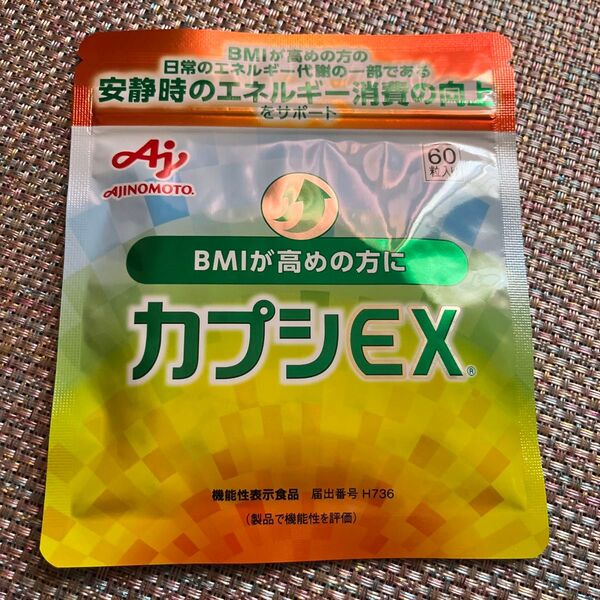 BMIが高めの方の
日常のエネルギー代謝の一部である
安静時のエネルギー消費の向上
をサポート
Aj
AJINOMOTO®
60
粒入り
BMIが高めの方に
カプシEX®
機能性表示食品 届出番号 H736
(製品で機能性を評価)